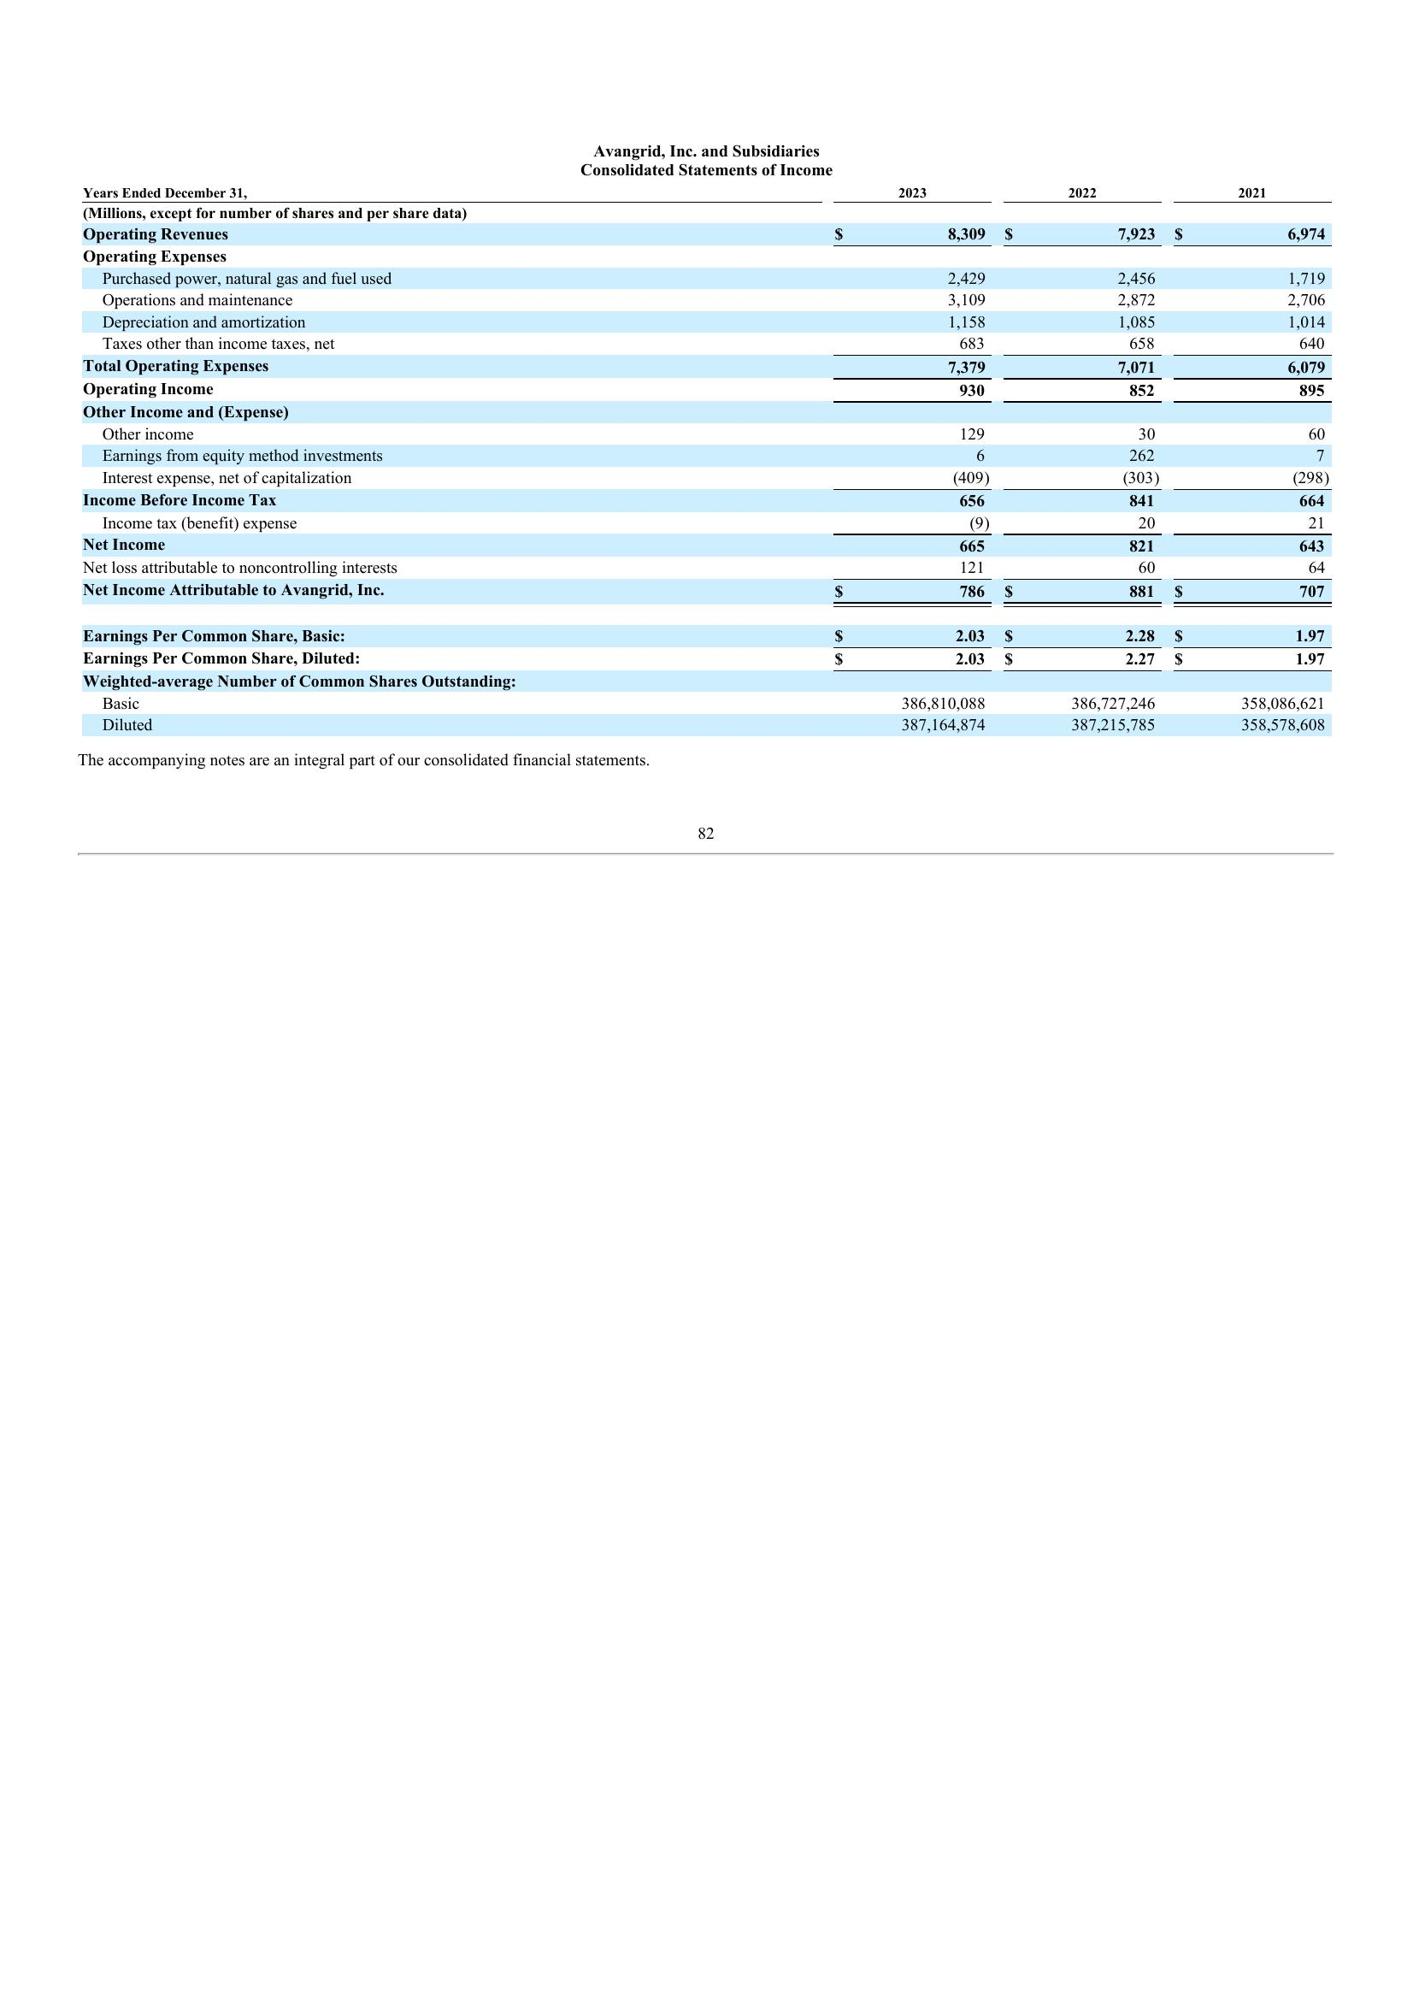 Avangrid, Inc. and Subsidiaries
Consolidated Statements of Income
Years Ended December 31, 2023 2022 2021
(Millions, except for number of shares and per share data)
Operating Revenues $ 8,309 $ 7,923 $ 6,974
Operating Expenses
Purchased power, natural gas and fuel used 2,429 2,456 1,719
Operations and maintenance 3,109 2,872 2,706
Depreciation and amortization 1,158 1,085 1,014
Taxes other than income taxes, net 683 658 640
Total Operating Expenses 7,379 7,071 6,079
Operating Income 930 852 895
Other Income and (Expense)
Other income 129 30 60
Earnings from equity method investments 6 262 7
Interest expense, net of capitalization (409) (303) (298)
Income Before Income Tax 656 841 664
Income tax (benefit) expense (9) 20 21
Net Income 665 821 643
Net loss attributable to noncontrolling interests 121 60 64
Net Income Attributable to Avangrid, Inc. $ 786 $ 881 $ 707
Earnings Per Common Share, Basic: $ 2.03 $ 2.28 $ 1.97
Earnings Per Common Share, Diluted: $ 2.03 $ 2.27 $ 1.97
Weighted-average Number of Common Shares Outstanding:
Basic 386,810,088 386,727,246 358,086,621
Diluted 387,164,874 387,215,785 358,578,608
The accompanying notes are an integral part of our consolidated financial statements.
82